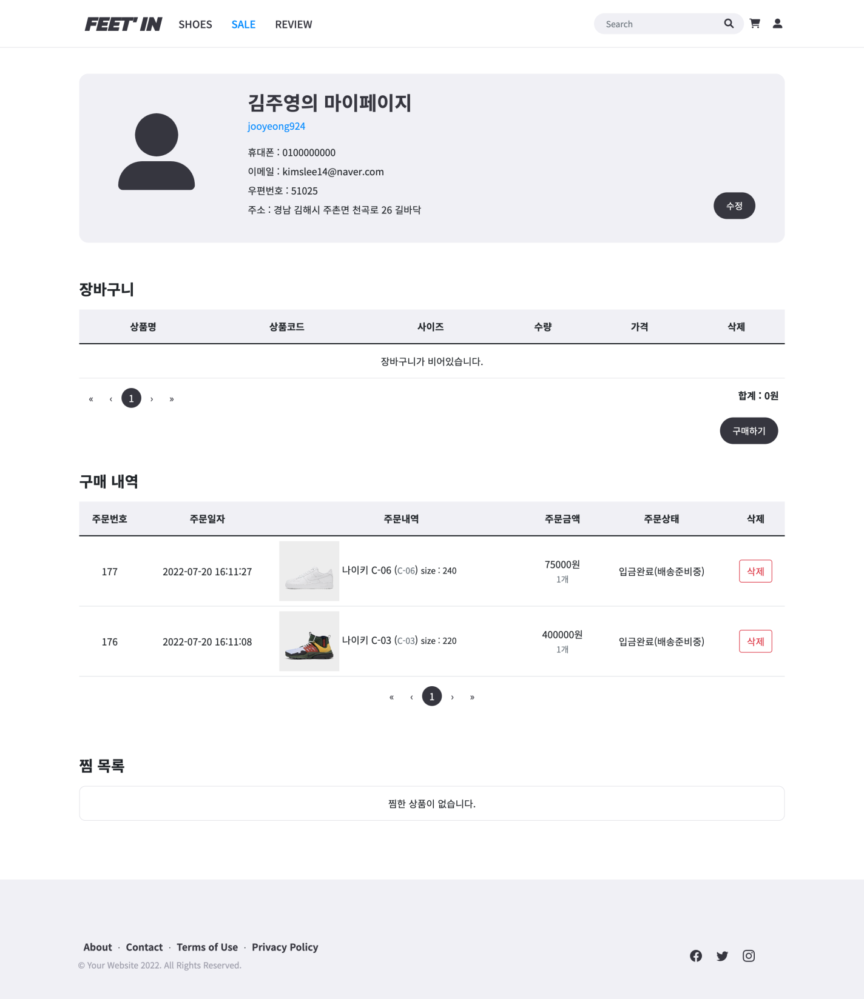 FEET' IN SHOES SALE REVIEW Search
김주영의 마이페이지
jooyeong924
휴대폰 : 0100000000
이메일 : kimslee14@naver.com
우편번호 : 51025
주소 : 경남 김해시 주촌면 천곡로 26 길바닥
수정
장바구니
상품명 상품코드 사이즈 수량 가격 삭제
장바구니가 비어있습니다.
« ‹ 1 › »
합계 : 0원
구매하기
구매 내역
주문번호 주문일자 주문내역 주문금액 주문상태 삭제
177 2022-07-20 16:11:27 나이키 C-06 (C-06) size : 240 75000원 입금완료(배송준비중) 삭제
1개
176 2022-07-20 16:11:08 나이키 C-03 (C-03) size : 220 400000원 입금완료(배송준비중) 삭제
1개
« ‹ 1 › »
찜 목록
찜한 상품이 없습니다.
About · Contact · Terms of Use · Privacy Policy
© Your Website 2022. All Rights Reserved.